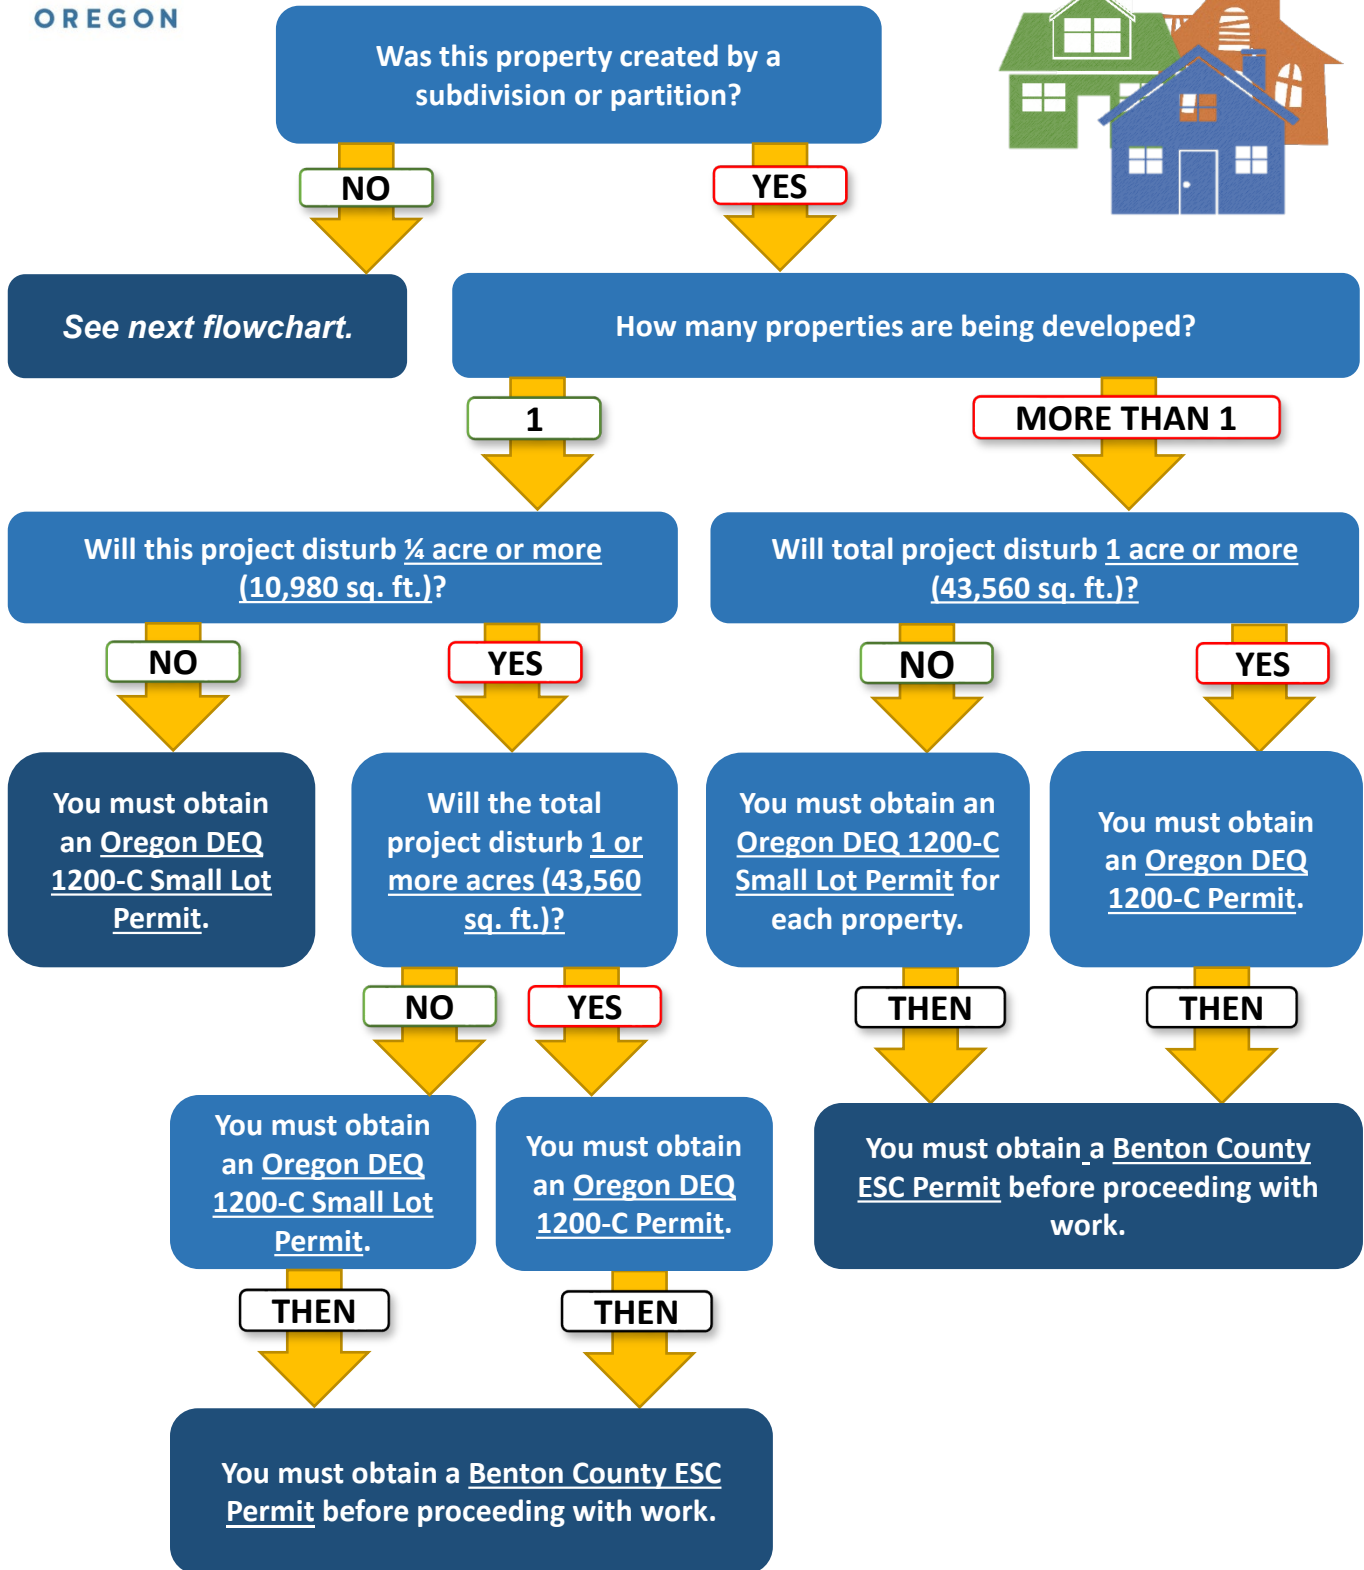 OREGON
Was this property created by a
subdivision or partition?
NO
YES
See next flowchart.
How many properties are being developed?
1
MORE THAN 1
Will this project disturb ¼ acre or more
(10,980 sq. ft.)?
Will total project disturb 1 acre or more
(43,560 sq. ft.)?
NO
YES
NO
YES
You must obtain
an Oregon DEQ
1200-C Small Lot
Permit.
Will the total
project disturb 1 or
more acres (43,560
sq. ft.)?
You must obtain an
Oregon DEQ 1200-C
Small Lot Permit for
each property.
You must obtain
an Oregon DEQ
1200-C Permit.
NO
YES
THEN
THEN
You must obtain
an Oregon DEQ
1200-C Small Lot
Permit.
You must obtain
an Oregon DEQ
1200-C Permit.
You must obtain a Benton County
ESC Permit before proceeding with
work.
THEN
THEN
You must obtain a Benton County ESC
Permit before proceeding with work.